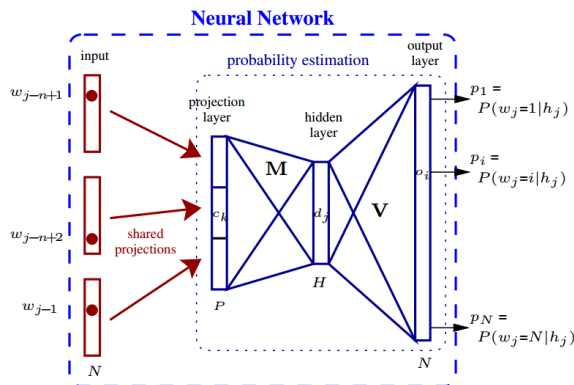 Neural Network
input
probability estimation
output
layer
projection
layer
hidden
layer
w_{j-n+1}
w_{j-n+2}
w_{j-1}
shared
projections
M
V
c_k
d_j
o_i
p_1 =
P(w_j=1|h_j)
p_i =
P(w_j=i|h_j)
p_N =
P(w_j=N|h_j)
P
H
N
N